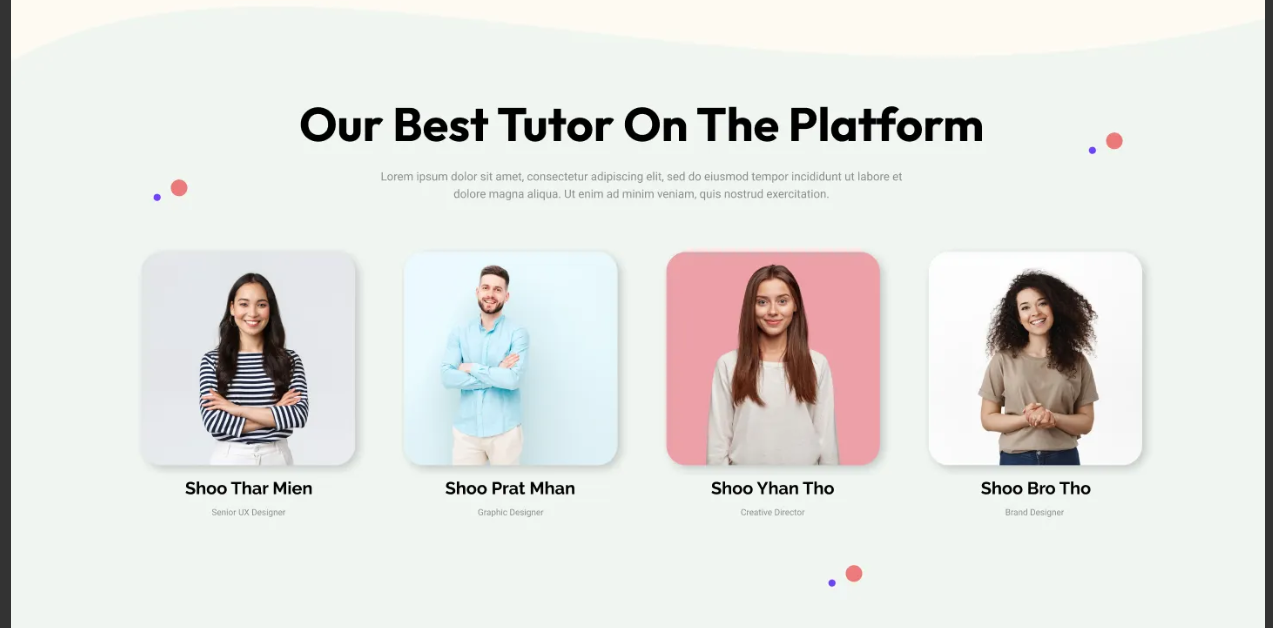 Our Best Tutor On The Platform
Lorem ipsum dolor sit amet, consectetur adipiscing elit, sed do eiusmod tempor incididunt ut labore et
dolore magna aliqua. Ut enim ad minim veniam, quis nostrud exercitation.
Shoo Thar Mien
Senior UX Designer
Shoo Prat Mhan
Graphic Designer
Shoo Yhan Tho
Creative Director
Shoo Bro Tho
Brand Designer